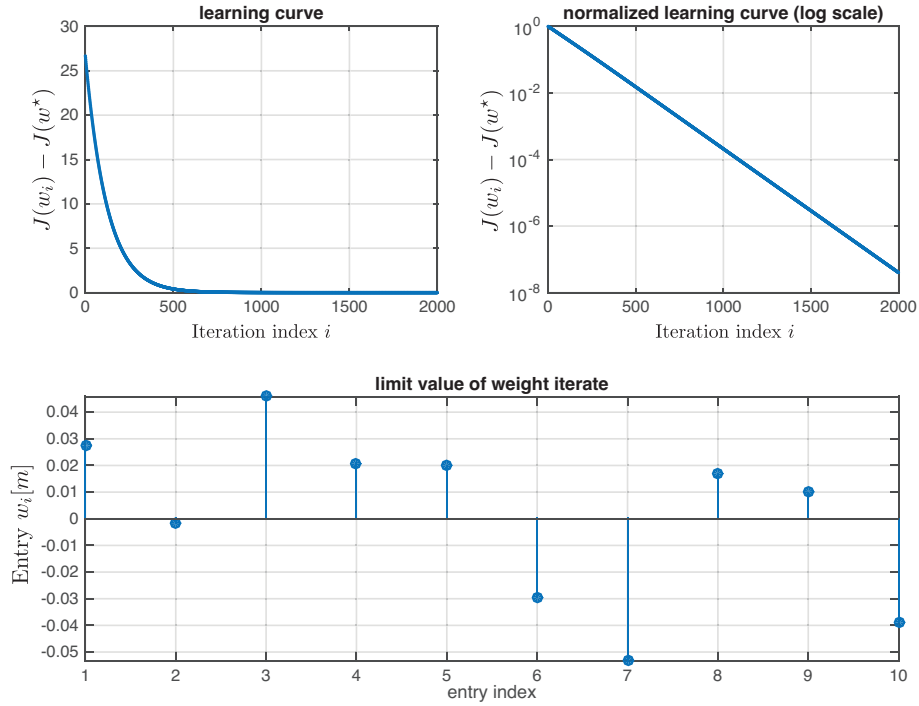 learning curve
30
25
20
15
10
5
0
J(w_i) − J(w^⋆)
0 500 1000 1500 2000
Iteration index i
normalized learning curve (log scale)
10^0
10^-2
10^-4
10^-6
10^-8
J(w_i) − J(w^⋆)
0 500 1000 1500 2000
Iteration index i
limit value of weight iterate
0.04
0.03
0.02
0.01
0
-0.01
-0.02
-0.03
-0.04
-0.05
Entry w_i[m]
1 2 3 4 5 6 7 8 9 10
entry index